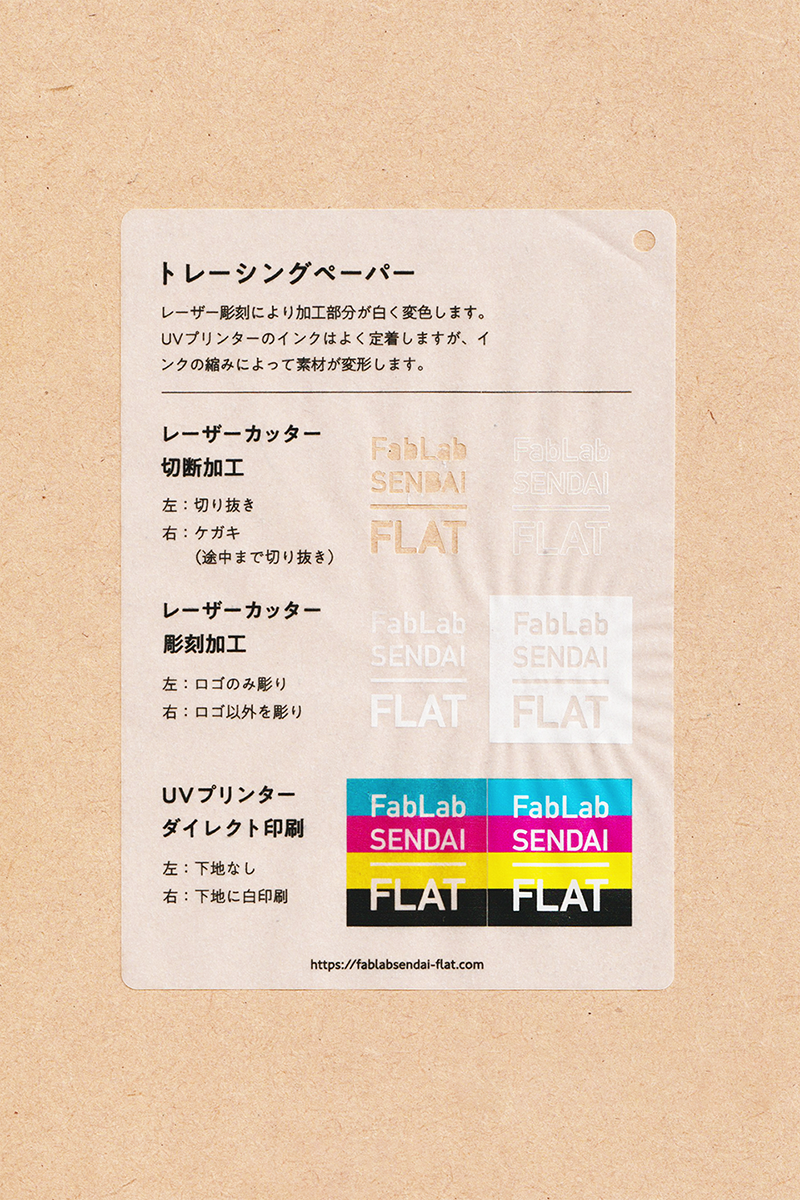 トレーシングペーパー
レーザー彫刻により加工部分が白く変色します。
UVプリンターのインクはよく定着しますが、イ
ンクの縮みによって素材が変形します。
レーザーカッター
切断加工
左：切り抜き
右：ケガキ
（途中まで切り抜き）
FabLab
SENDAI
FLAT
FabLab
SENDAI
FLAT
レーザーカッター
彫刻加工
左：ロゴのみ彫り
右：ロゴ以外を彫り
FabLab
SENDAI
FLAT
FabLab
SENDAI
FLAT
UVプリンター
ダイレクト印刷
左：下地なし
右：下地に白印刷
FabLab
SENDAI
FLAT
FabLab
SENDAI
FLAT
https://fablabsendai-flat.com